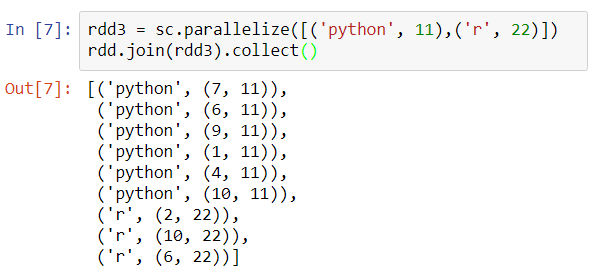 In [7]: rdd3 = sc.parallelize([('python', 11),('r', 22)])
rdd.join(rdd3).collect()
Out[7]: [('python', (7, 11)),
('python', (6, 11)),
('python', (9, 11)),
('python', (1, 11)),
('python', (4, 11)),
('python', (10, 11)),
('r', (2, 22)),
('r', (10, 22)),
('r', (6, 22))]